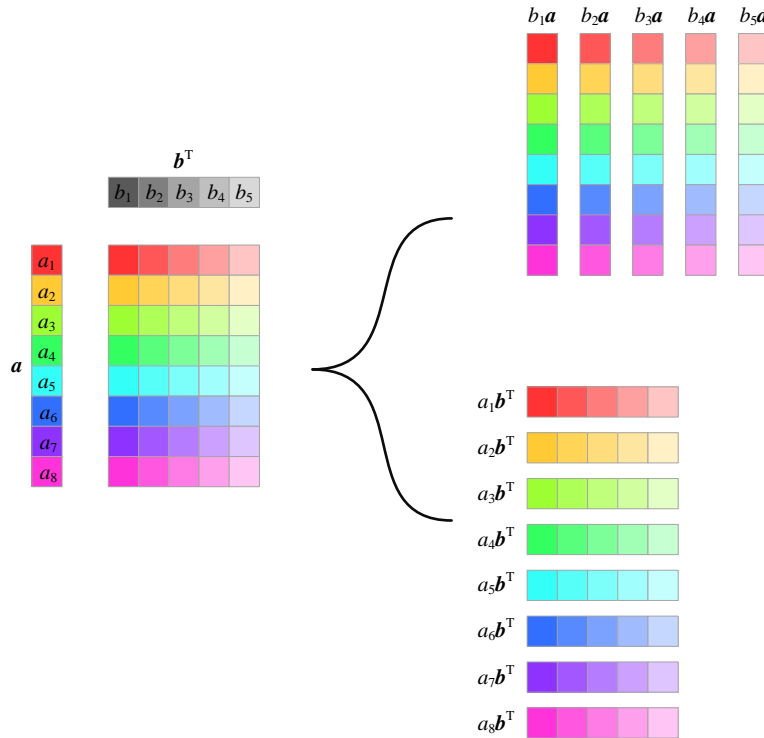 b₁a b₂a b₃a b₄a b₅a
bᵀ
b₁ b₂ b₃ b₄ b₅
a
a₁
a₂
a₃
a₄
a₅
a₆
a₇
a₈
a₁bᵀ
a₂bᵀ
a₃bᵀ
a₄bᵀ
a₅bᵀ
a₆bᵀ
a₇bᵀ
a₈bᵀ